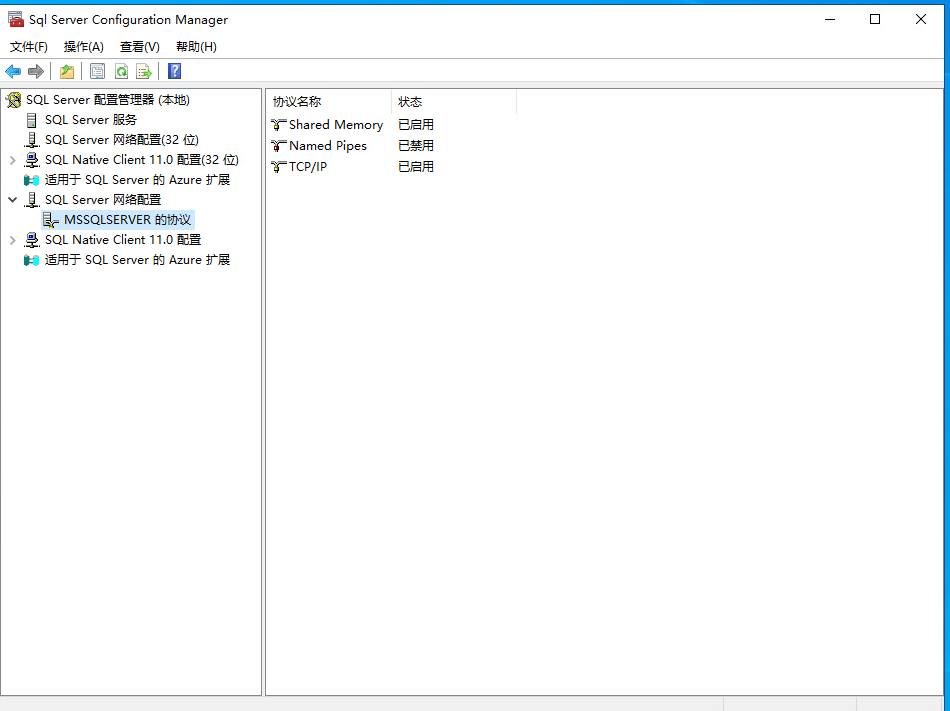 Sql Server Configuration Manager
文件(F) 操作(A) 查看(V) 帮助(H)
SQL Server 配置管理器 (本地)
SQL Server 服务
SQL Server 网络配置(32 位)
SQL Native Client 11.0 配置(32 位)
适用于 SQL Server 的 Azure 扩展
SQL Server 网络配置
MSSQLSERVER 的协议
SQL Native Client 11.0 配置
适用于 SQL Server 的 Azure 扩展
协议名称 状态
Shared Memory 已启用
Named Pipes 已禁用
TCP/IP 已启用